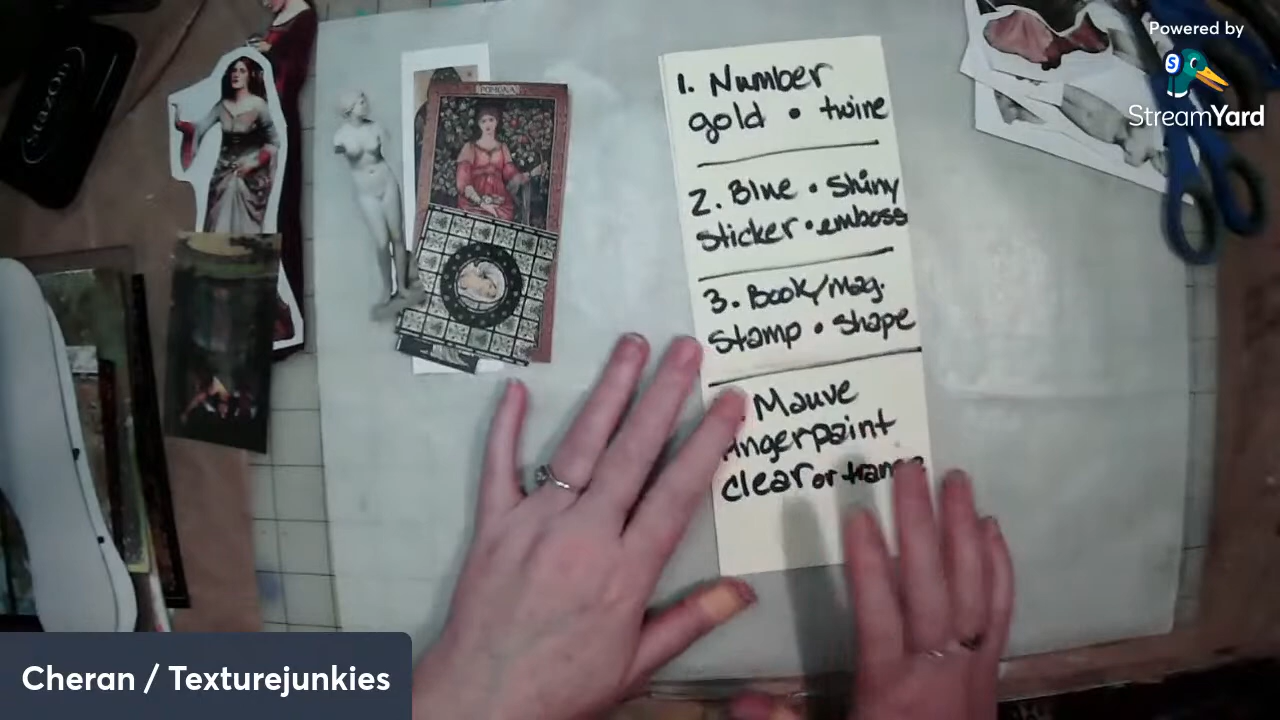 Powered by
StreamYard
StazOn
POMONA
1. Number
gold • twine
2. Blue • Shiny
Sticker • emboss
3. Book/Mag.
Stamp • Shape
Mauve
clear or
Cheran / Texturejunkies